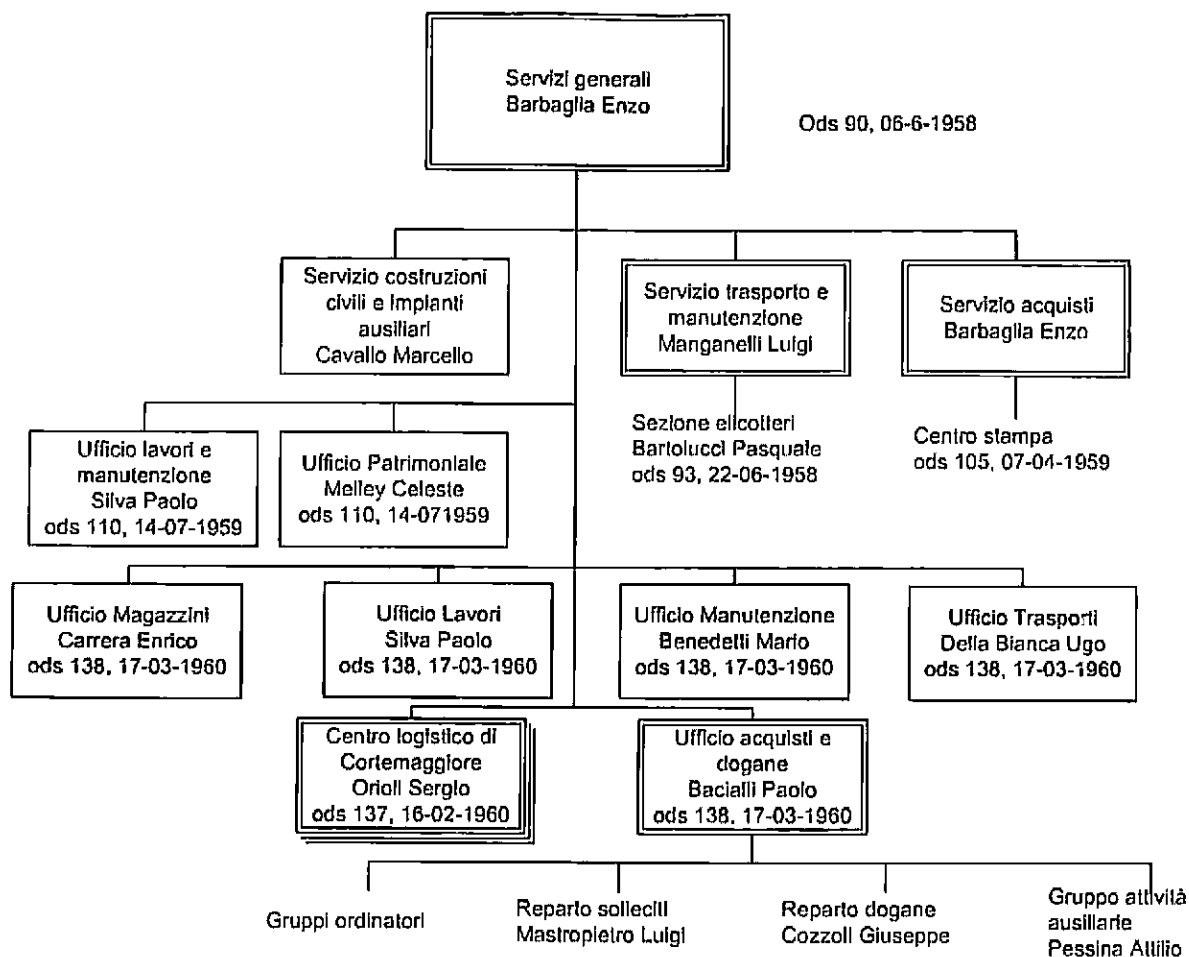 Servizi generali
Barbaglia Enzo
Ods 90, 06-6-1958
Servizio costruzioni
civili e impianti
ausiliari
Cavallo Marcello
Servizio trasporto e
manutenzione
Manganelli Luigi
Servizio acquisti
Barbaglia Enzo
Ufficio lavori e
manutenzione
Silva Paolo
ods 110, 14-07-1959
Ufficio Patrimoniale
Melley Celeste
ods 110, 14-071959
Sezione elicotteri
Bartolucci Pasquale
ods 93, 22-06-1958
Centro stampa
ods 105, 07-04-1959
Ufficio Magazzini
Carrera Enrico
ods 138, 17-03-1960
Ufficio Lavori
Silva Paolo
ods 138, 17-03-1960
Ufficio Manutenzione
Benedetti Mario
ods 138, 17-03-1960
Ufficio Trasporti
Della Bianca Ugo
ods 138, 17-03-1960
Centro logistico di
Cortemaggiore
Orioli Sergio
ods 137, 16-02-1960
Ufficio acquisti e
dogane
Bacialli Paolo
ods 138, 17-03-1960
Gruppi ordinatori
Reparto solleciti
Mastropietro Luigi
Reparto dogane
Cozzoli Giuseppe
Gruppo attività
ausiliarie
Pessina Attilio